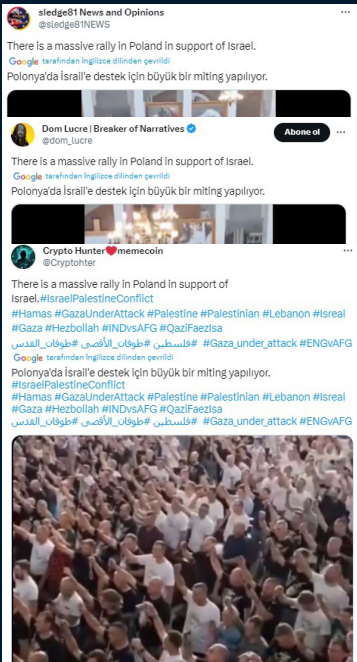 sledge81 News and Opinions
@sledge81NEWS
There is a massive rally in Poland in support of Israel.
Google tarafından İngilizce dilinden çevrildi
Polonya'da İsrail'e destek için büyük bir miting yapılıyor.
Dom Lucre | Breaker of Narratives
@dom_lucre
Abone ol
There is a massive rally in Poland in support of Israel.
Google tarafından İngilizce dilinden çevrildi
Polonya'da İsrail'e destek için büyük bir miting yapılıyor.
Crypto Hunter❤️memecoin
@Cryptohter
There is a massive rally in Poland in support of
Israel.#IsraelPalestineConflict
#Hamas #GazaUnderAttack #Palestine #Palestinian #Lebanon #Isreal
#Gaza #Hezbollah #INDvsAFG #QaziFaezIsa
#فلسطين #طوفان_الأقصى #طوفان_القدس #Gaza_under_attack #ENGvAFG
Google tarafından İngilizce dilinden çevrildi
Polonya'da İsrail'e destek için büyük bir miting yapılıyor.
#IsraelPalestineConflict
#Hamas #GazaUnderAttack #Palestine #Palestinian #Lebanon #Isreal
#Gaza #Hezbollah #INDvsAFG #QaziFaezIsa
#فلسطين #طوفان_الأقصى #طوفان_القدس #Gaza_under_attack #ENGvAFG